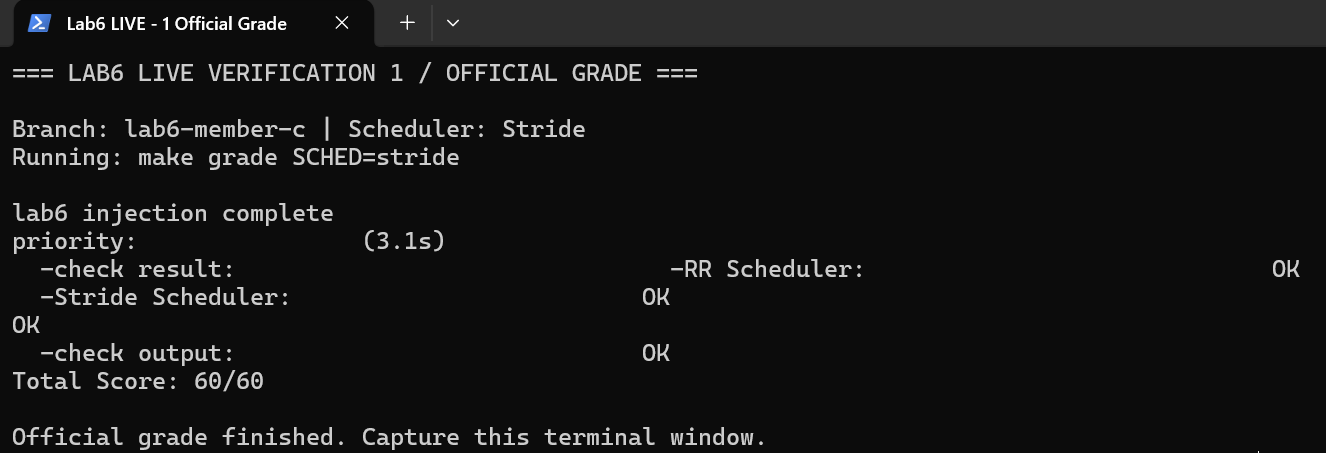 Lab6 LIVE - 1 Official Grade
=== LAB6 LIVE VERIFICATION 1 / OFFICIAL GRADE ===
Branch: lab6-member-c | Scheduler: Stride
Running: make grade SCHED=stride
lab6 injection complete
priority:                (3.1s)
  -check result:                               -RR Scheduler:                             OK
  -Stride Scheduler:                         OK
OK
  -check output:                             OK
Total Score: 60/60
Official grade finished. Capture this terminal window.